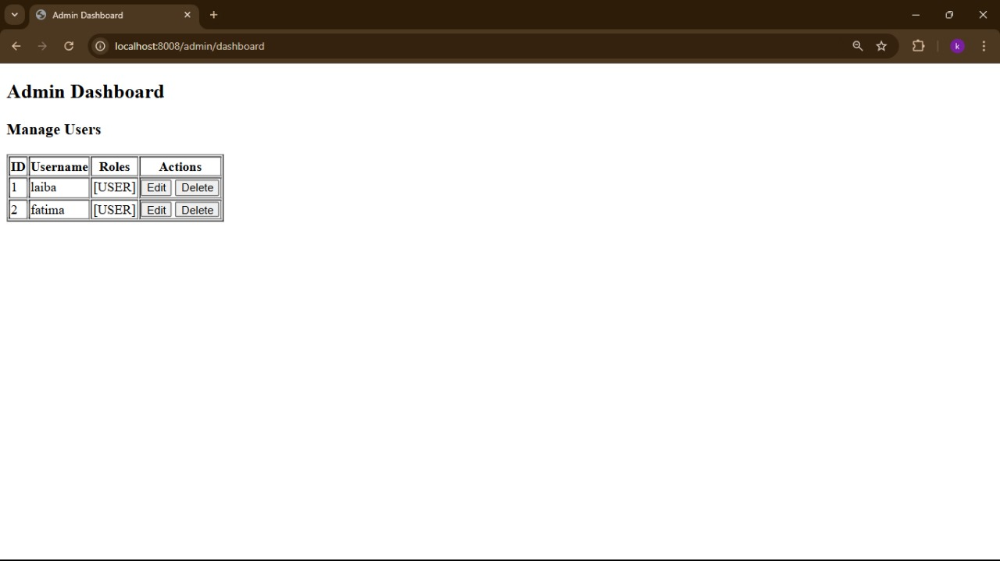 Admin Dashboard
localhost:8008/admin/dashboard
k
Admin Dashboard
Manage Users
ID Username Roles Actions
1 laiba [USER] Edit Delete
2 fatima [USER] Edit Delete